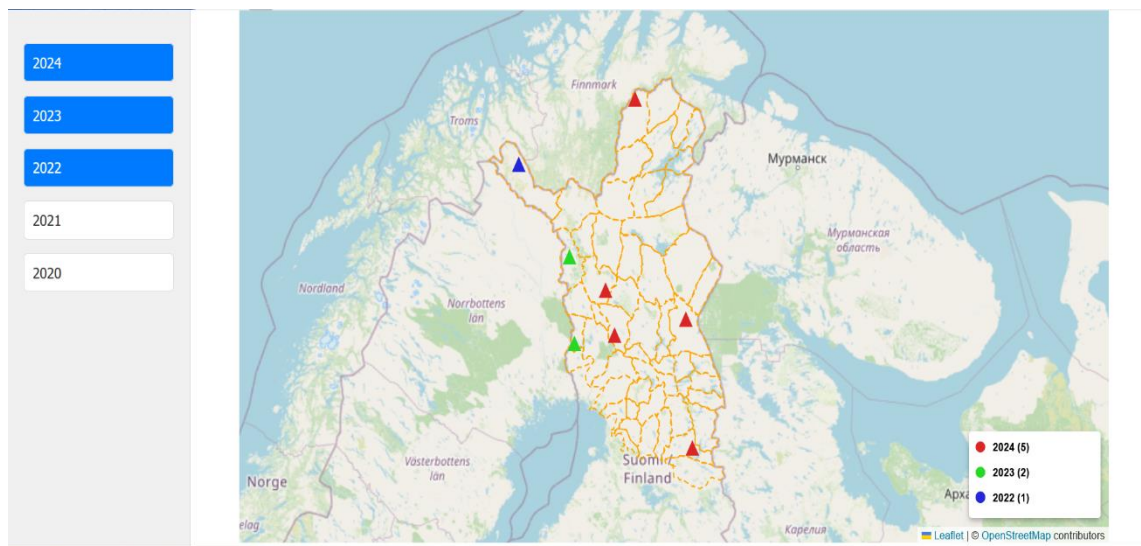 2024
2023
2022
2021
2020
Finnmark
Troms
Мурманск
Мурманская
область
Nordland
Norrbottens
län
Västerbottens
län
Norge
Suomi /
Finland
Карелия
2024 (5)
2023 (2)
2022 (1)
Leaflet | © OpenStreetMap contributors